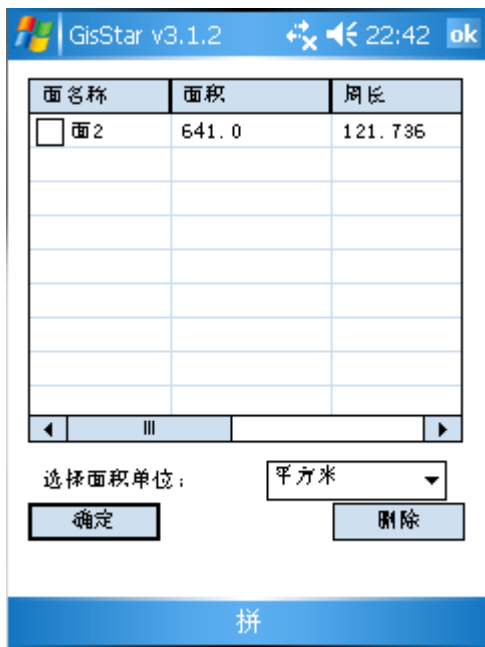 GisStar v3.1.2 22:42 ok
面名称 面积 周长
面2 641.0 121.736
选择面积单位: 平方米
确定 删除
拼